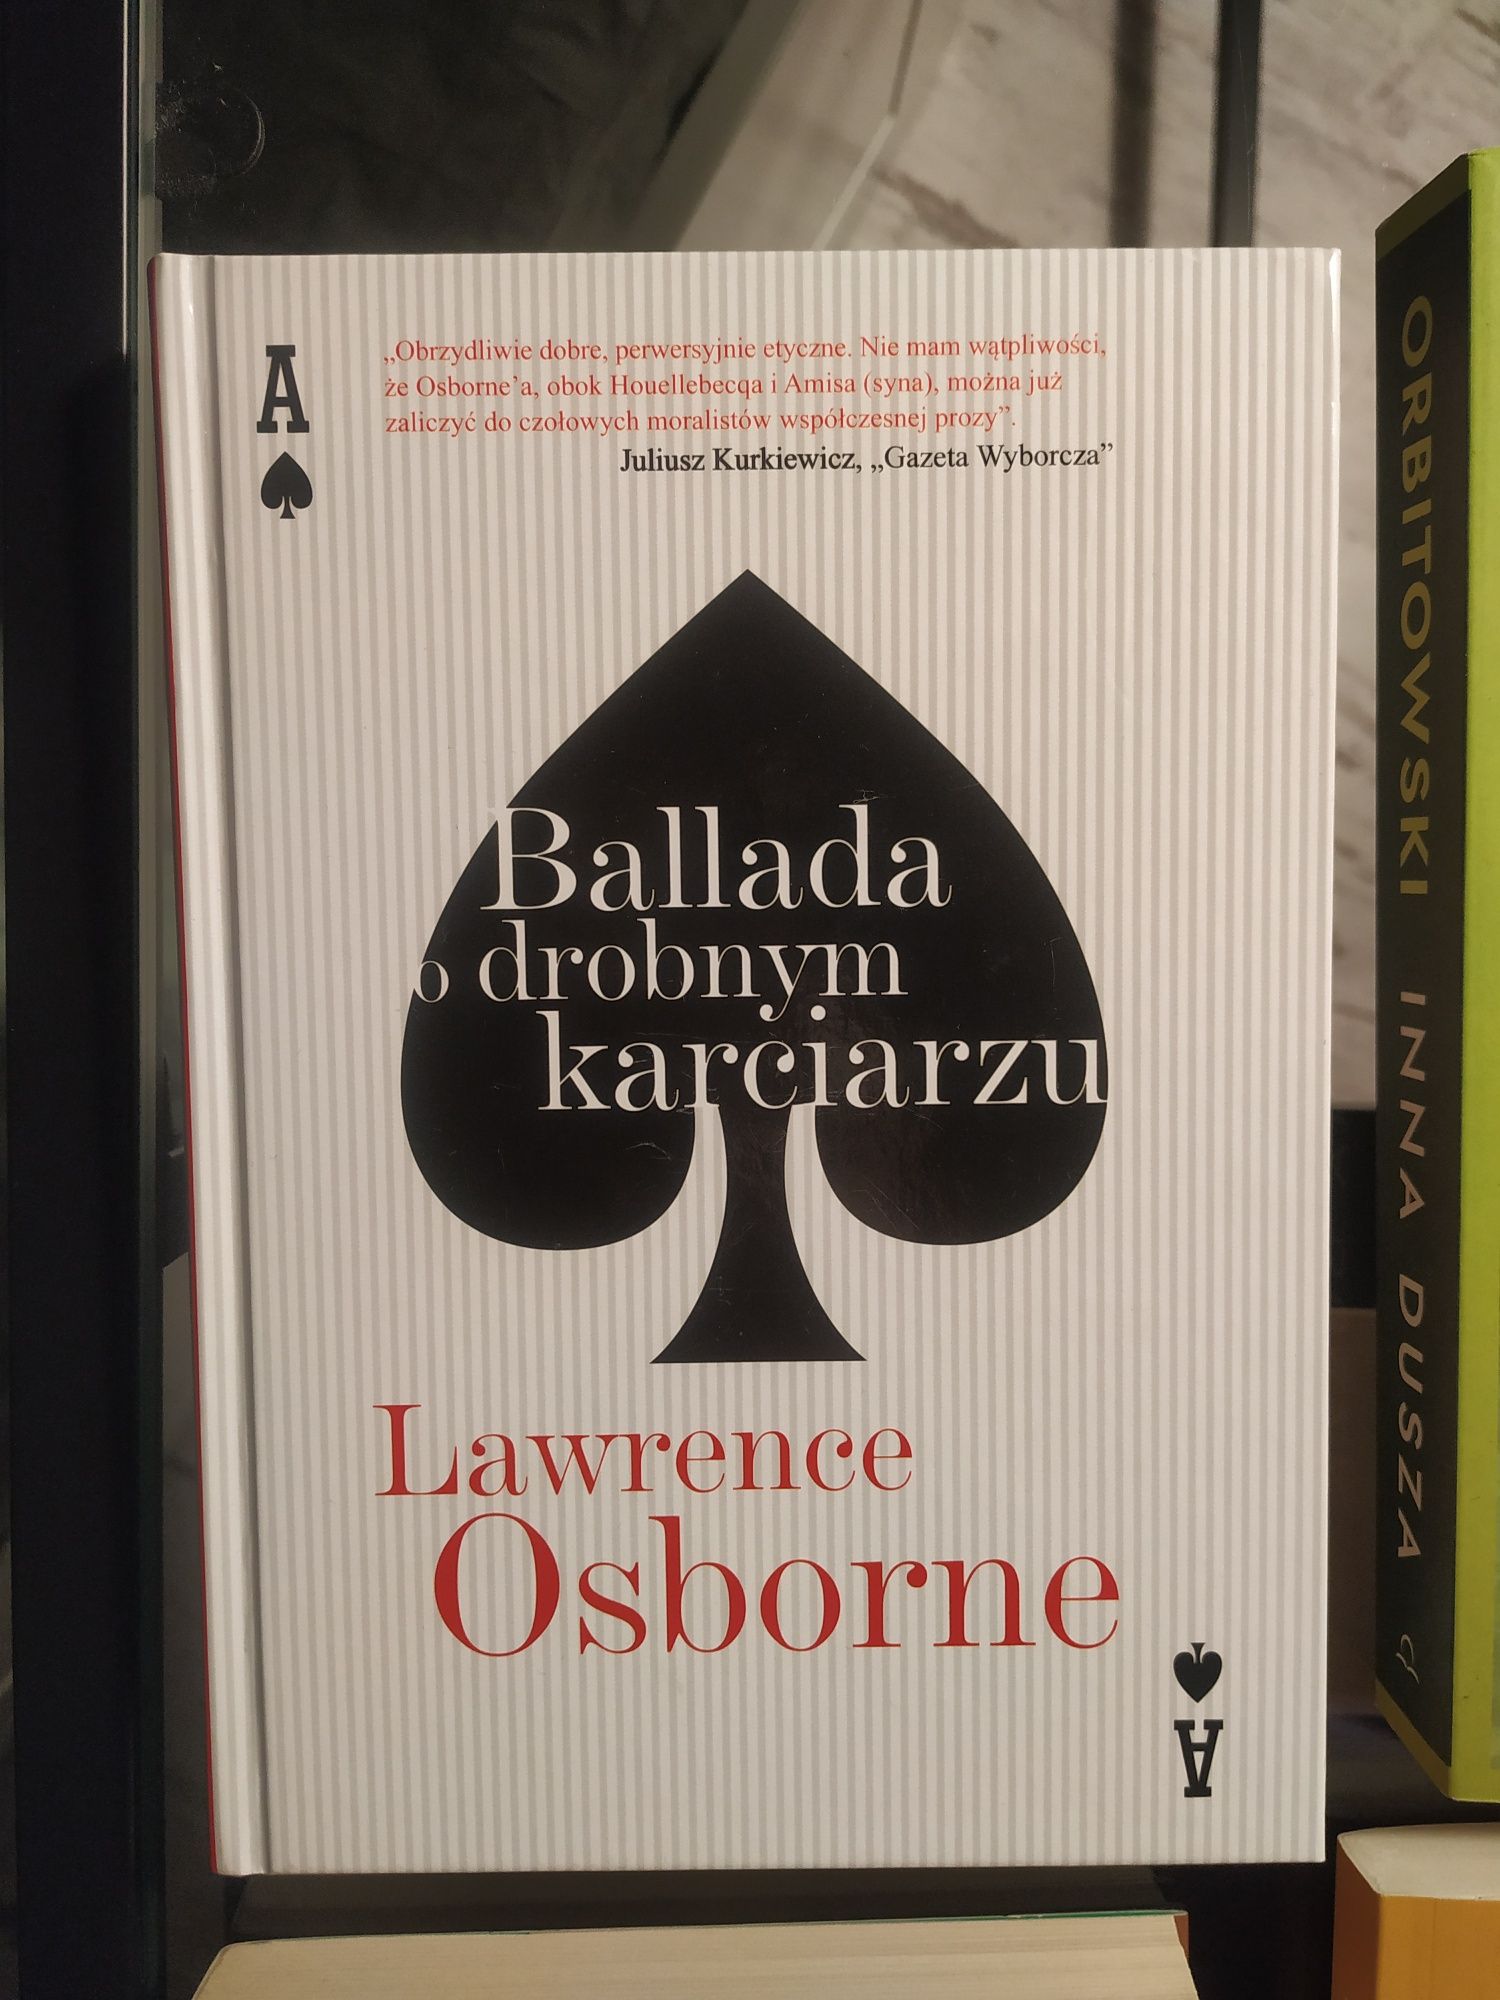 A
„Obrzydliwie dobre, perwersyjnie etyczne. Nie mam wątpliwości,
że Osborne’a, obok Houellebecqa i Amisa (syna), można już
zaliczyć do czołowych moralistów współczesnej prozy”.
Juliusz Kurkiewicz, „Gazeta Wyborcza”
Ballada
o drobnym
karciarzu
Lawrence
Osborne
A
ORBITOWSKI INNA DUSZA